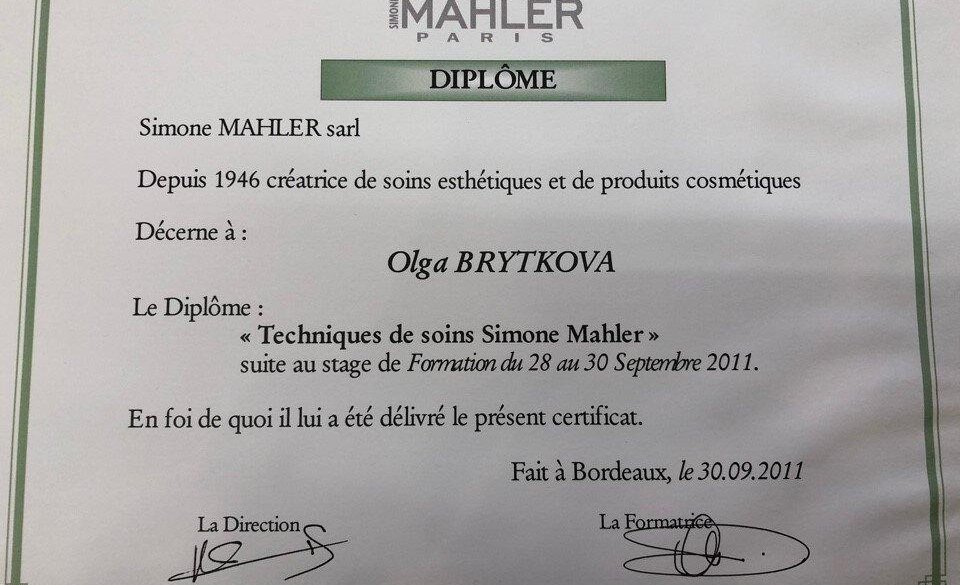 SIMONE MAHLER
PARIS
DIPLÔME
Simone MAHLER sarl
Depuis 1946 créatrice de soins esthétiques et de produits cosmétiques
Décerne à :
Olga BRYTKOVA
Le Diplôme :
« Techniques de soins Simone Mahler »
suite au stage de Formation du 28 au 30 Septembre 2011.
En foi de quoi il lui a été délivré le présent certificat.
Fait à Bordeaux, le 30.09.2011
La Direction
La Formatrice